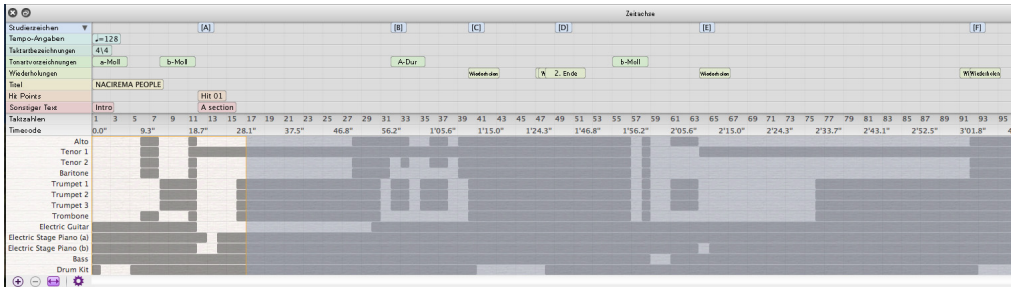 Zeitachse
Studierzeichen [A] [B] [C] [D] [E] [F]
Tempo-Angaben ♩=128
Taktartbezeichnungen 4\4
Tonartvorzeichnungen a-Moll b-Moll A-Dur b-Moll
Wiederholungen Wiederholen W 2. Ende Wiederholen Wiederholen
Titel NACIREMA PEOPLE
Hit Points Hit 01
Sonstiger Text Intro A section
Taktzahlen 1 3 5 7 9 11 13 15 17 19 21 23 25 27 29 31 33 35 37 39 41 43 45 47 49 51 53 55 57 59 61 63 65 67 69 71 73 75 77 79 81 83 85 87 89 91 93 95
Timecode 0.0" 9.3" 18.7" 28.1" 37.5" 46.8" 56.2" 1'05.6" 1'15.0" 1'24.3" 1'46.8" 1'56.2" 2'05.6" 2'15.0" 2'24.3" 2'33.7" 2'43.1" 2'52.5" 3'01.8"
Alto
Tenor 1
Tenor 2
Baritone
Trumpet 1
Trumpet 2
Trumpet 3
Trombone
Electric Guitar
Electric Stage Piano (a)
Electric Stage Piano (b)
Bass
Drum Kit